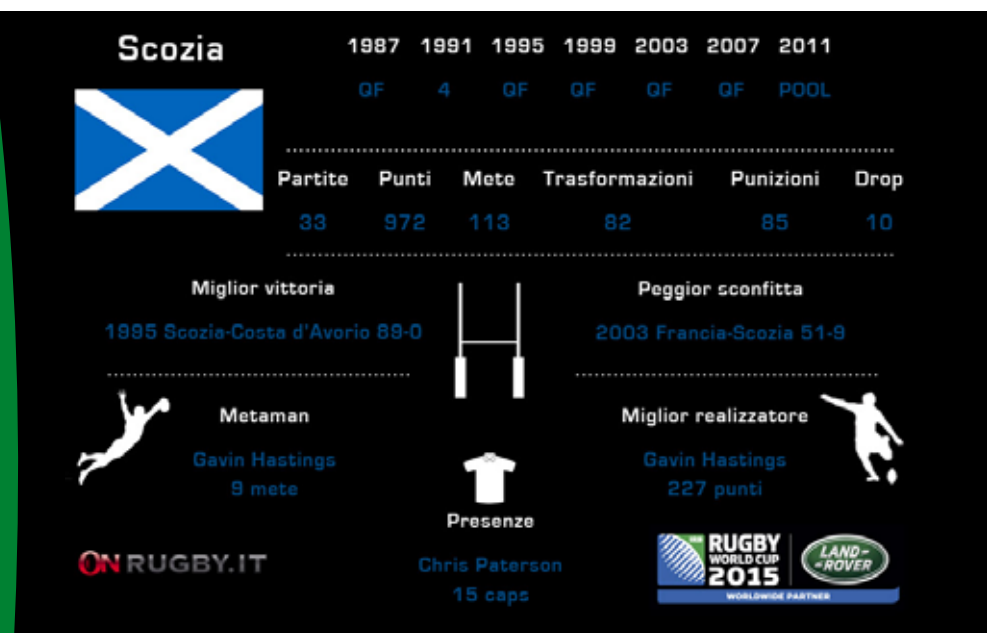 Scozia
1987 1991 1995 1999 2003 2007 2011
QF 4 QF QF QF QF POOL
Partite Punti Mete Trasformazioni Punizioni Drop
33 972 113 82 85 10
Miglior vittoria
1995 Scozia-Costa d'Avorio 89-0
Peggior sconfitta
2003 Francia-Scozia 51-9
Metaman
Gavin Hastings
9 mete
Miglior realizzatore
Gavin Hastings
227 punti
Presenze
Chris Paterson
15 caps
ONRUGBY.IT
RUGBY
WORLD CUP
2015
LAND-
-ROVER
WORLDWIDE PARTNER